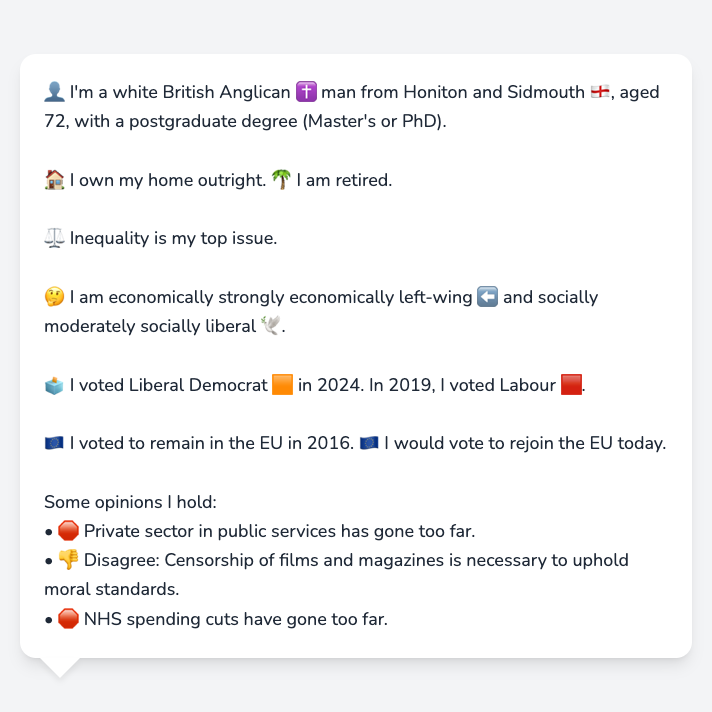 👤 I'm a white British Anglican ✝️ man from Honiton and Sidmouth 🏴󠁧󠁢󠁥󠁮󠁧󠁿, aged
72, with a postgraduate degree (Master's or PhD).
🏠 I own my home outright. 🌴 I am retired.
⚖️ Inequality is my top issue.
🤔 I am economically strongly economically left-wing ⬅️ and socially
moderately socially liberal 🕊️.
🗳️ I voted Liberal Democrat 🟧 in 2024. In 2019, I voted Labour 🟥.
🇪🇺 I voted to remain in the EU in 2016. 🇪🇺 I would vote to rejoin the EU today.
Some opinions I hold:
• 🛑 Private sector in public services has gone too far.
• 👎 Disagree: Censorship of films and magazines is necessary to uphold
moral standards.
• 🛑 NHS spending cuts have gone too far.